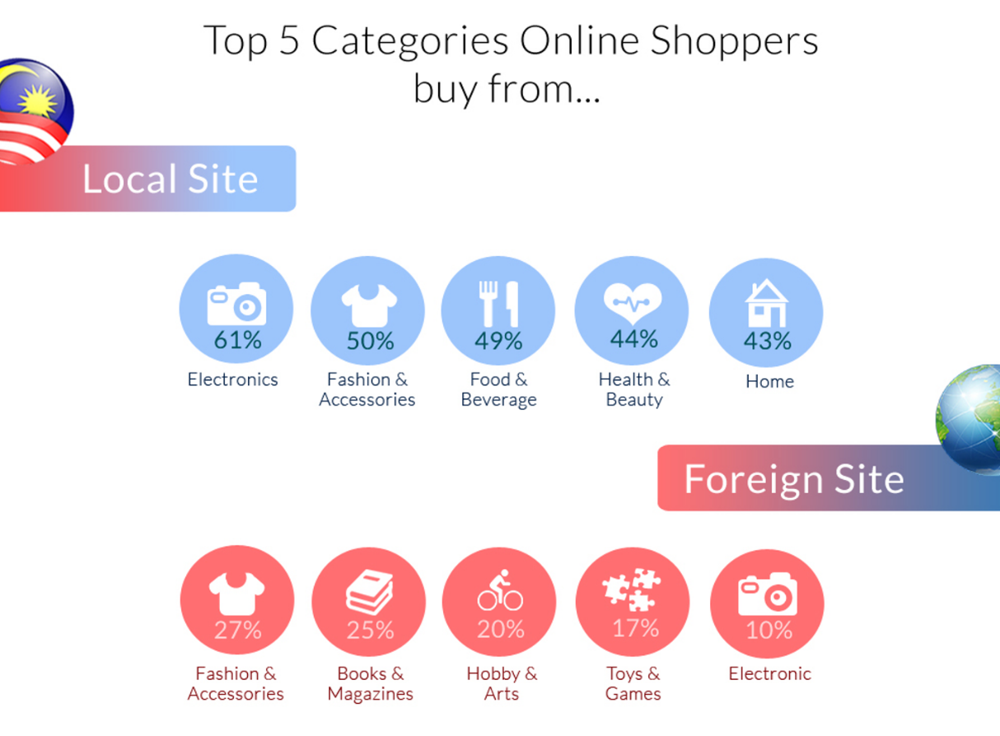 Top 5 Categories Online Shoppers
buy from...
Local Site
61%
50%
49%
44%
43%
Electronics
Fashion &
Accessories
Food &
Beverage
Health &
Beauty
Home
Foreign Site
27%
25%
20%
17%
10%
Fashion &
Accessories
Books &
Magazines
Hobby &
Arts
Toys &
Games
Electronic